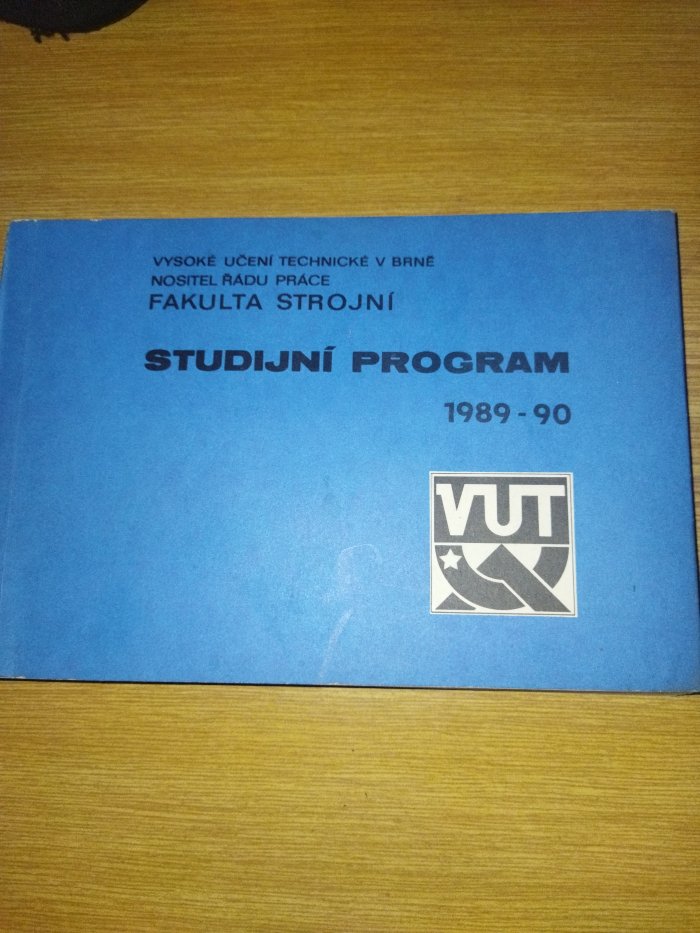 VYSOKÉ UČENÍ TECHNICKÉ V BRNĚ
NOSITEL ŘÁDU PRÁCE
FAKULTA STROJNÍ
STUDIJNÍ PROGRAM
1989-90
VUT